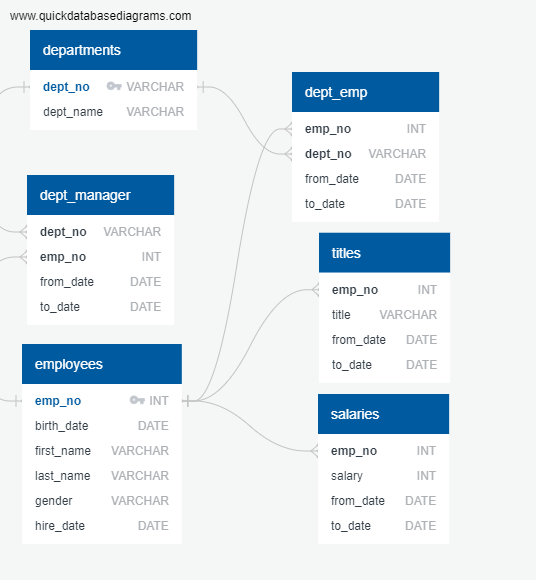 www.quickdatabasediagrams.com
departments
dept_no VARCHAR
dept_name VARCHAR
dept_emp
emp_no INT
dept_no VARCHAR
from_date DATE
to_date DATE
dept_manager
dept_no VARCHAR
emp_no INT
from_date DATE
to_date DATE
titles
emp_no INT
title VARCHAR
from_date DATE
to_date DATE
employees
emp_no INT
birth_date DATE
first_name VARCHAR
last_name VARCHAR
gender VARCHAR
hire_date DATE
salaries
emp_no INT
salary INT
from_date DATE
to_date DATE